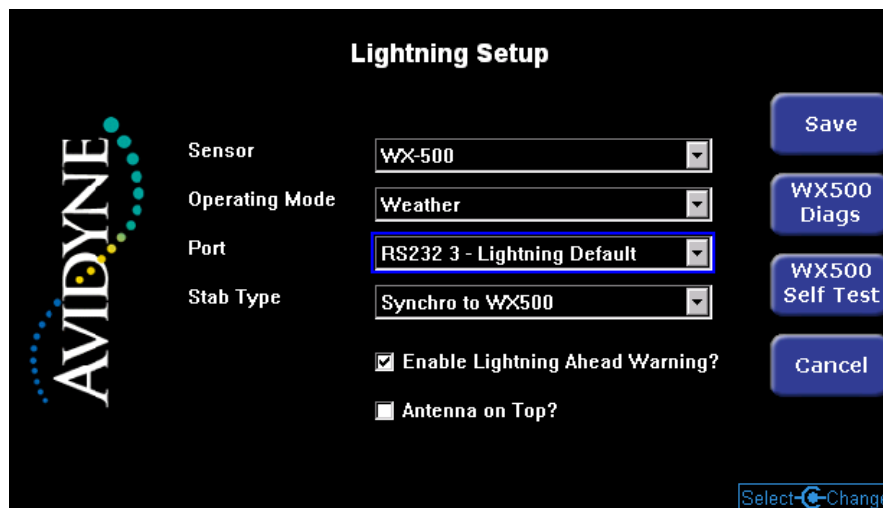 Lightning Setup
AVIDYNE
Sensor
WX-500
Operating Mode
Weather
Port
RS232 3 - Lightning Default
Stab Type
Synchro to WX500
Enable Lightning Ahead Warning?
Antenna on Top?
Save
WX500
Diags
WX500
Self Test
Cancel
Select Change